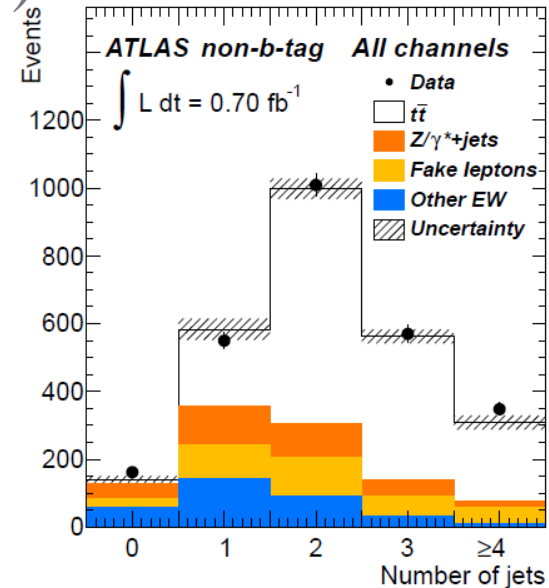 ATLAS non-b-tag All channels
∫ L dt = 0.70 fb⁻¹
Data
tt̄
Z/γ*+jets
Fake leptons
Other EW
Uncertainty
Events
1200
1000
800
600
400
200
0
0 1 2 3 ≥4
Number of jets